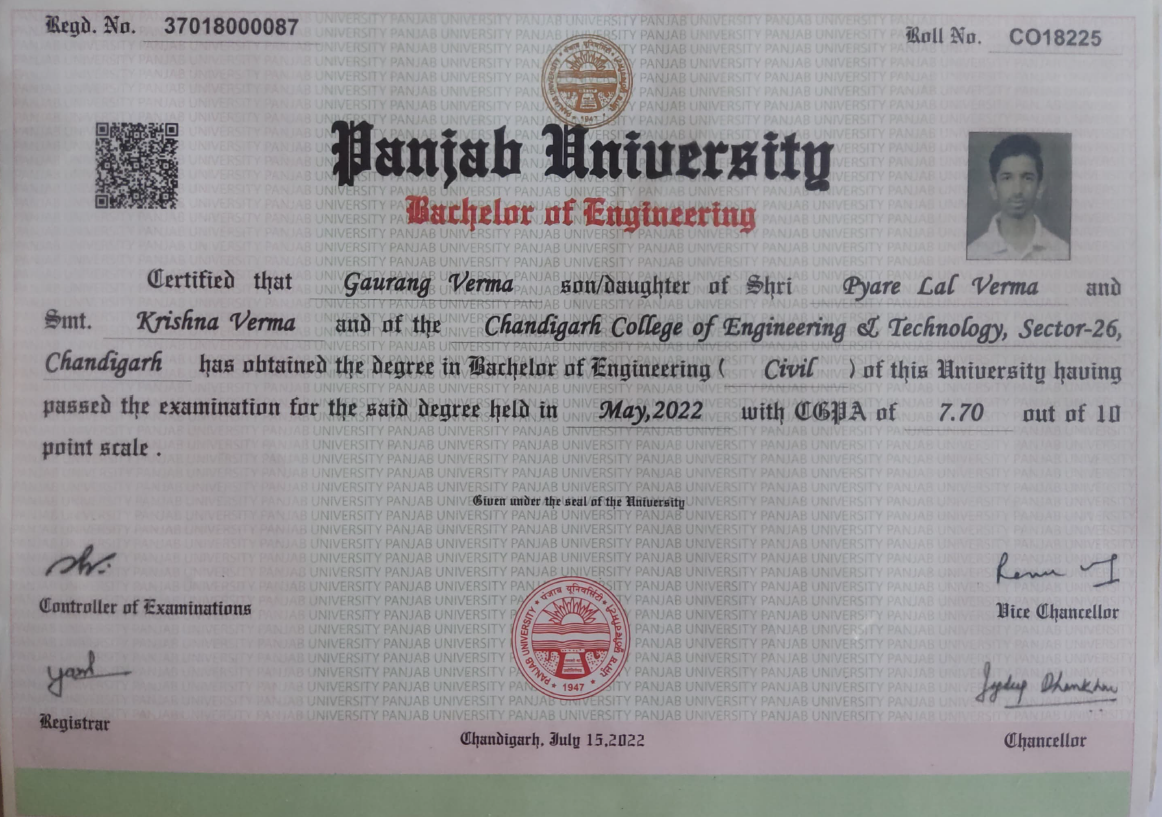 Regd. No. 37018000087
Roll No. CO18225
Panjab University
Bachelor of Engineering
Certified that Gaurang Verma son/daughter of Shri Pyare Lal Verma and
Smt. Krishna Verma and of the Chandigarh College of Engineering & Technology, Sector-26,
Chandigarh has obtained the degree in Bachelor of Engineering ( Civil ) of this University having
passed the examination for the said degree held in May,2022 with CGPA of 7.70 out of 10
point scale .
Given under the seal of the University
Controller of Examinations
Vice Chancellor
पंजाब यूनिवर्सिटी
PANJAB UNIVERSITY
1947
Registrar
Chandigarh, July 15,2022
Chancellor